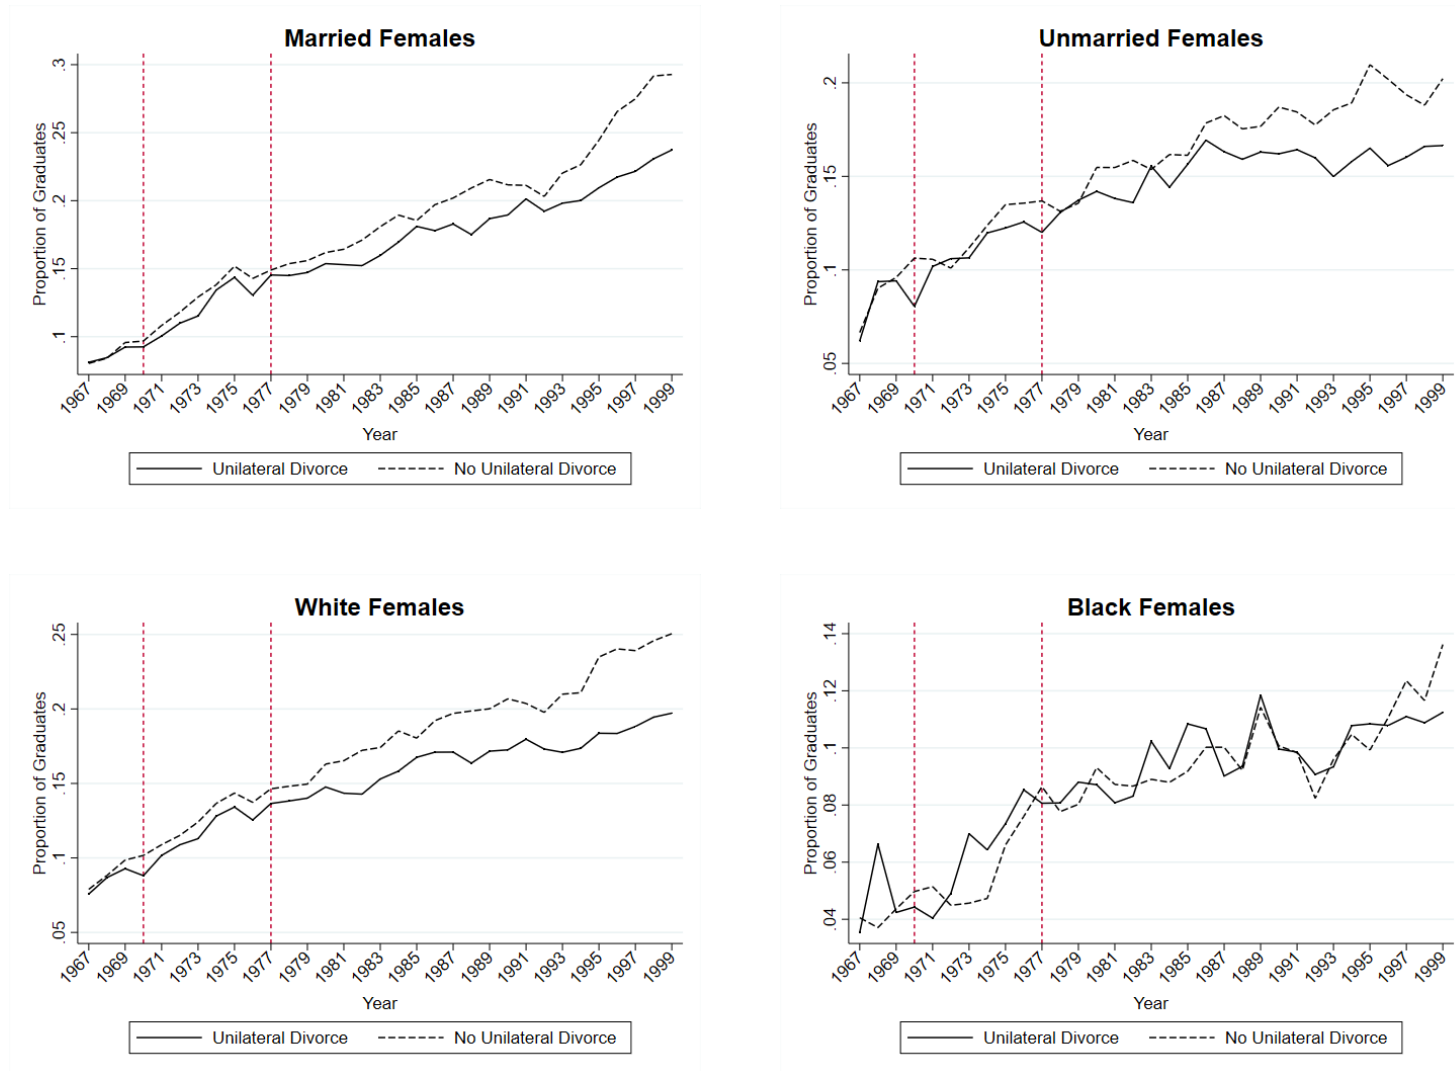 Married Females
Proportion of Graduates
.3
.25
.2
.15
.1
1967 1969 1971 1973 1975 1977 1979 1981 1983 1985 1987 1989 1991 1993 1995 1997 1999
Year
Unilateral Divorce No Unilateral Divorce
Unmarried Females
Proportion of Graduates
.2
.15
.1
.05
1967 1969 1971 1973 1975 1977 1979 1981 1983 1985 1987 1989 1991 1993 1995 1997 1999
Year
Unilateral Divorce No Unilateral Divorce
White Females
Proportion of Graduates
.25
.2
.15
.1
.05
1967 1969 1971 1973 1975 1977 1979 1981 1983 1985 1987 1989 1991 1993 1995 1997 1999
Year
Unilateral Divorce No Unilateral Divorce
Black Females
Proportion of Graduates
.14
.12
.1
.08
.06
.04
1967 1969 1971 1973 1975 1977 1979 1981 1983 1985 1987 1989 1991 1993 1995 1997 1999
Year
Unilateral Divorce No Unilateral Divorce